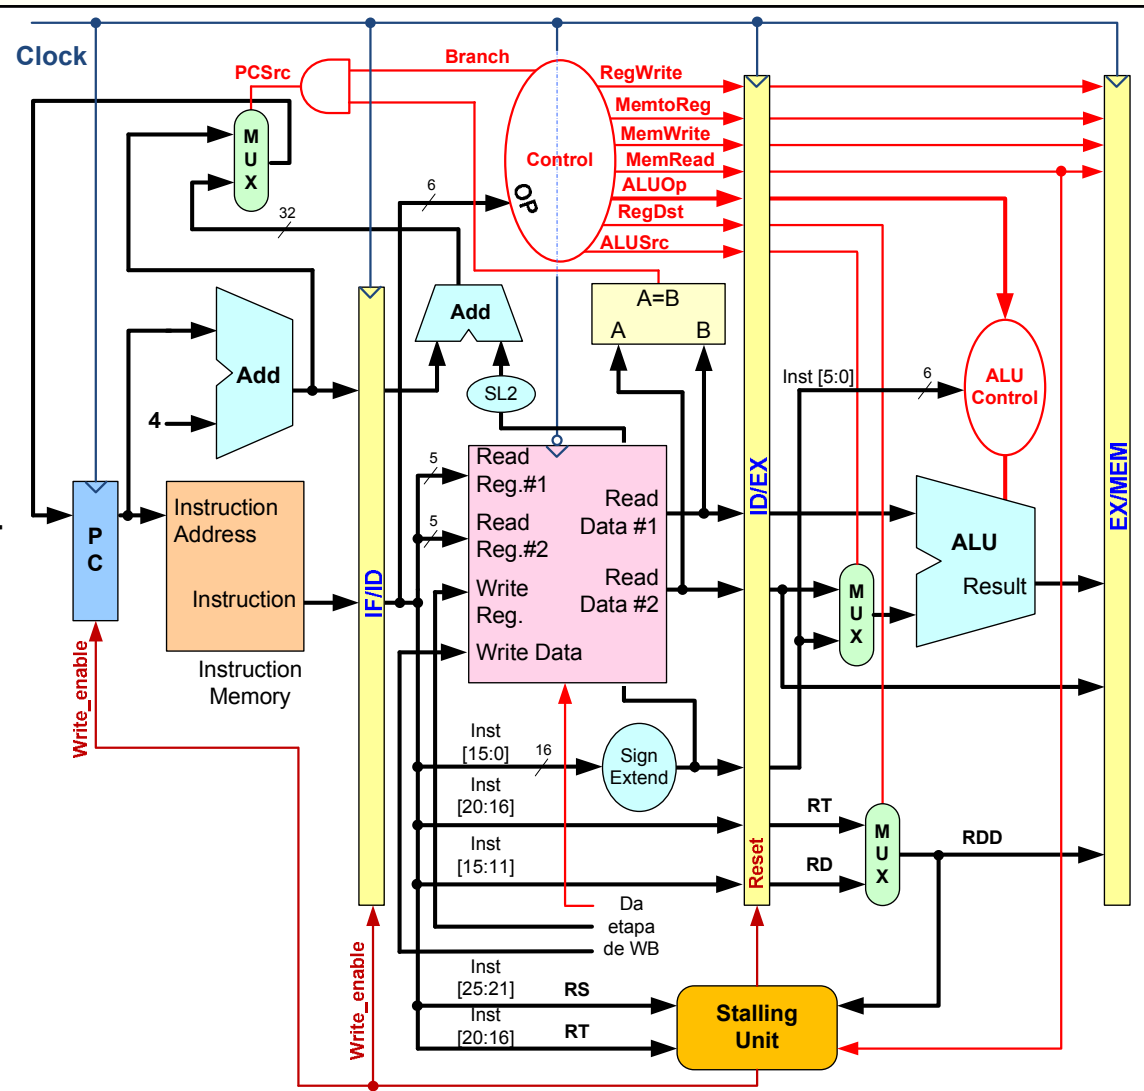 Clock
Branch
PCSrc
RegWrite
MemtoReg
MemWrite
MemRead
ALUOp
RegDst
ALUSrc
Control
OP
M
U
X
6
32
Add
Add
4
SL2
A=B
A
B
Inst [5:0]
6
ALU
Control
P
C
Instruction
Address
Instruction
Instruction
Memory
IF/ID
5
5
Read
Reg.#1
Read
Reg.#2
Write
Reg.
Write Data
Read
Data #1
Read
Data #2
ID/EX
Reset
M
U
X
ALU
Result
EX/MEM
Write_enable
Write_enable
Inst
[15:0]
16
Sign
Extend
Inst
[20:16]
Inst
[15:11]
RT
RD
M
U
X
RDD
Da
etapa
de WB
Inst
[25:21]
RS
Inst
[20:16]
RT
Stalling
Unit